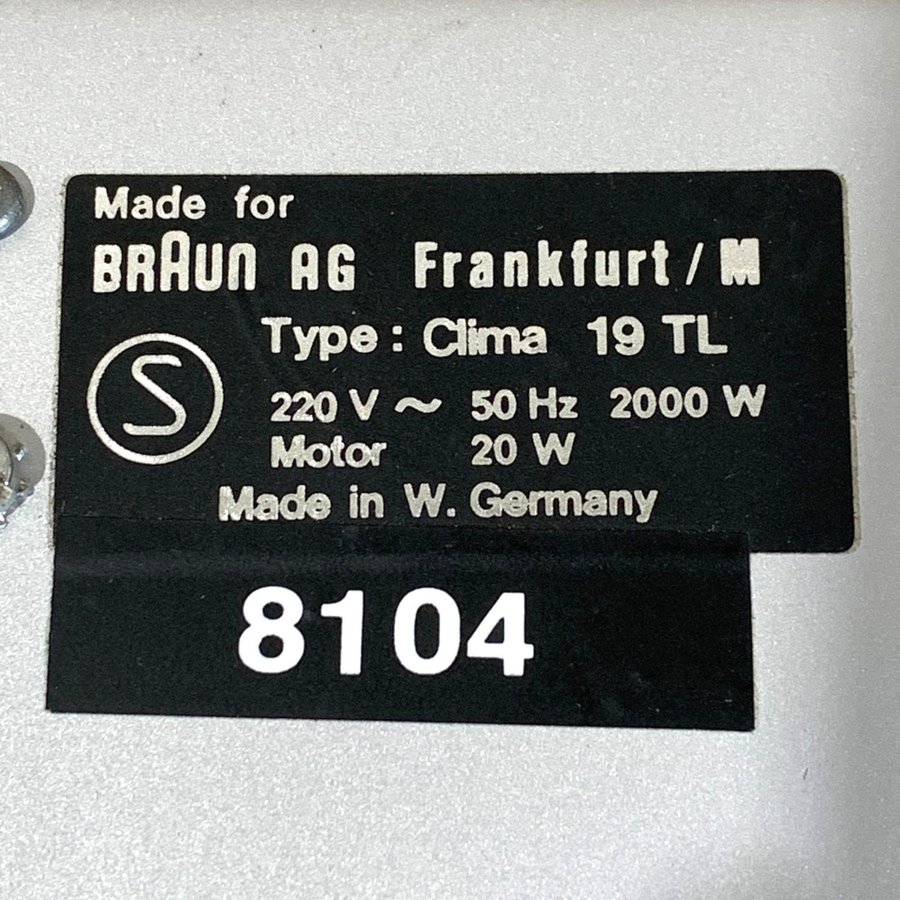 Made for
BRAUN AG Frankfurt/M
Type: Clima 19 TL
S
220 V ~ 50 Hz 2000 W
Motor 20 W
Made in W. Germany
8104